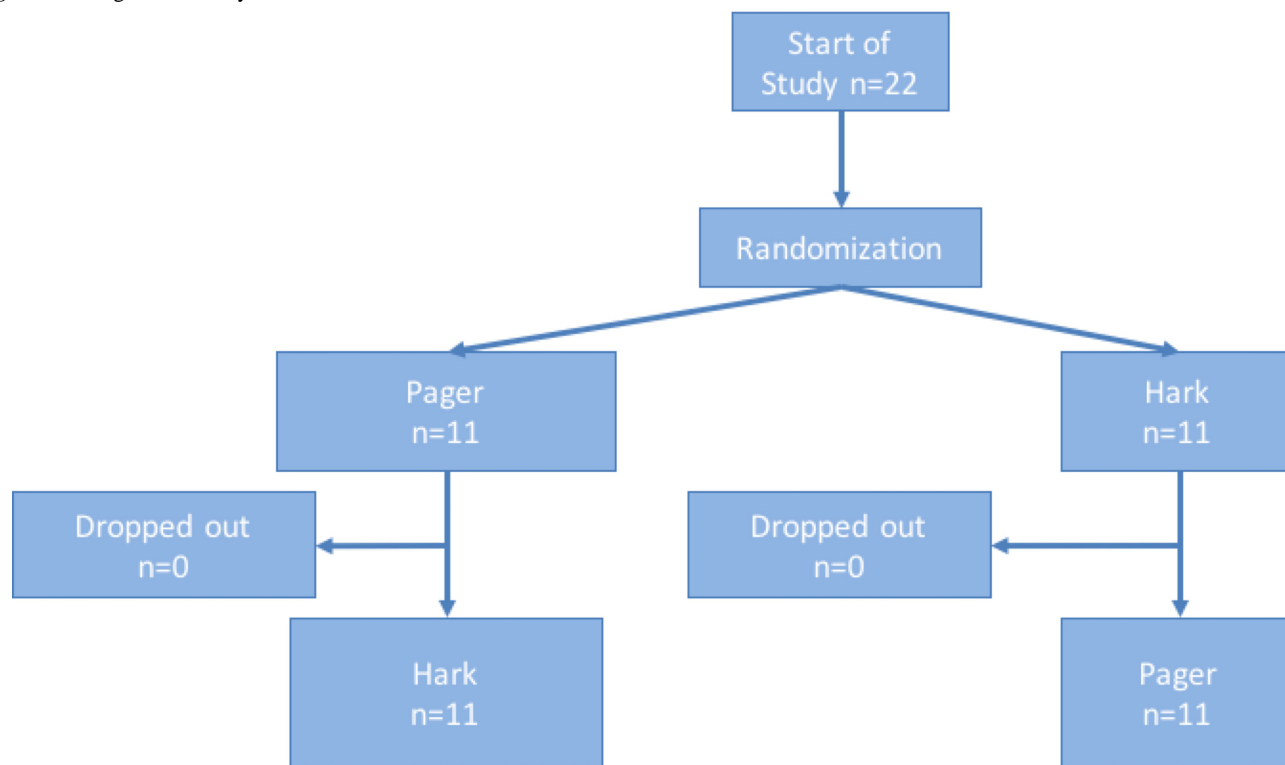 Start of
Study n=22
Randomization
Pager
n=11
Hark
n=11
Dropped out
n=0
Dropped out
n=0
Hark
n=11
Pager
n=11